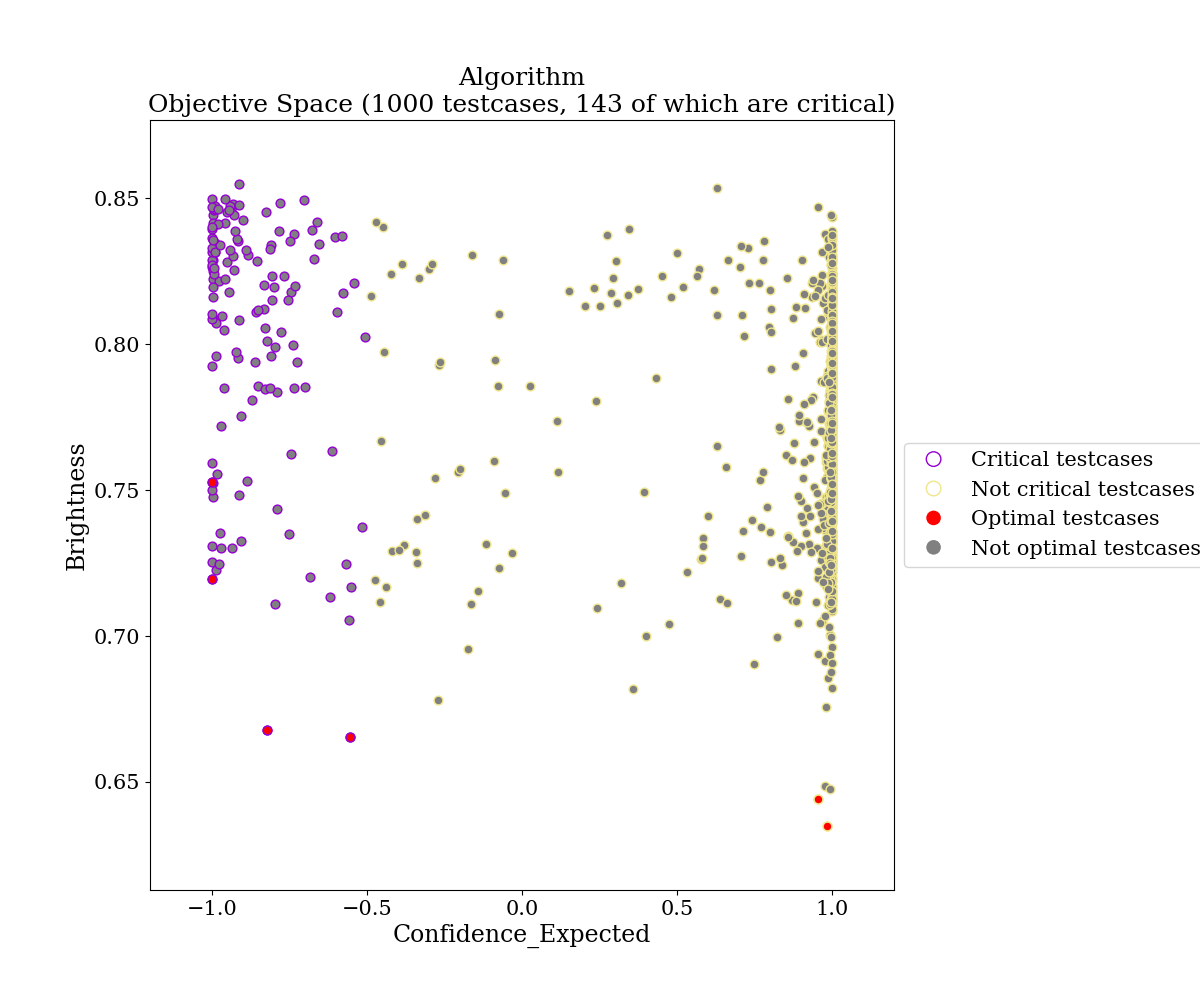 Algorithm
Objective Space (1000 testcases, 143 of which are critical)
0.85
0.80
0.75
0.70
0.65
Brightness
−1.0
−0.5
0.0
0.5
1.0
Confidence_Expected
Critical testcases
Not critical testcases
Optimal testcases
Not optimal testcases